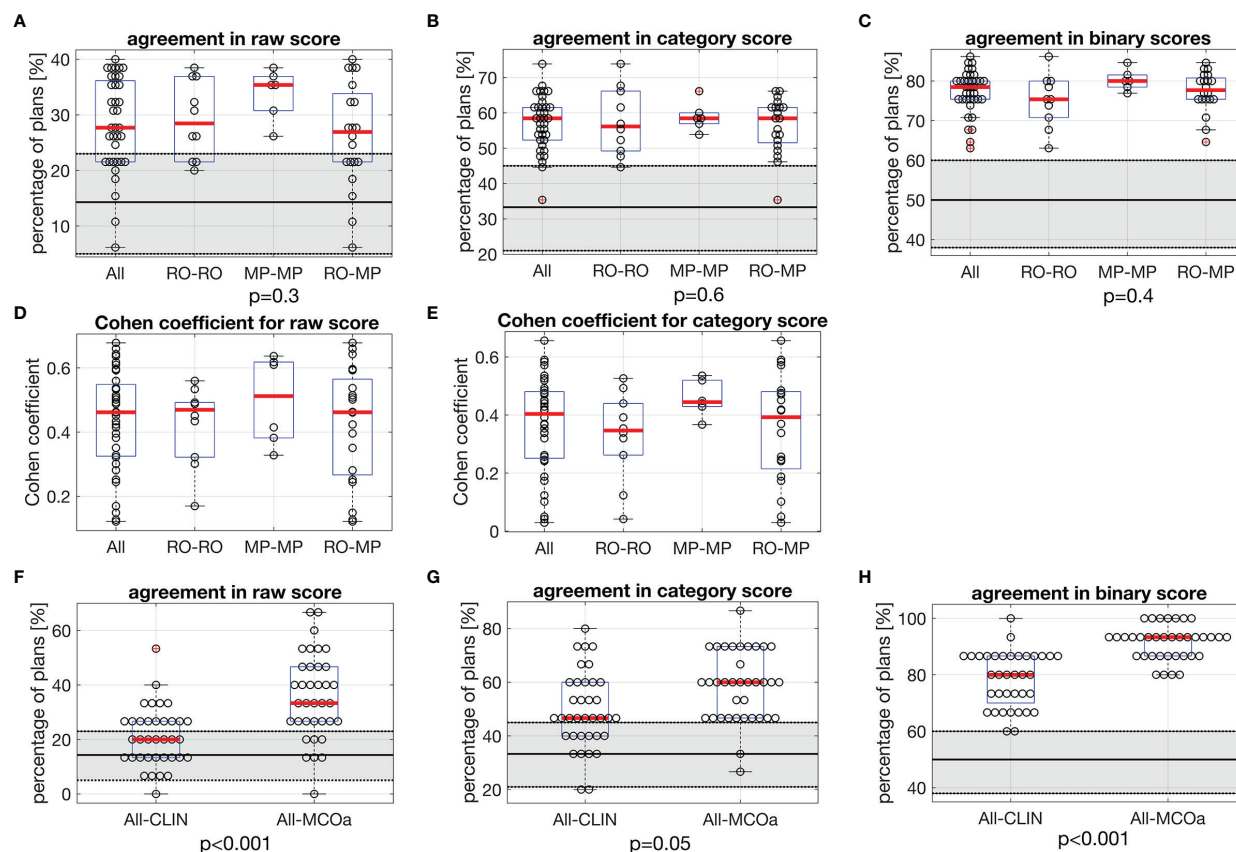 A
agreement in raw score
percentage of plans [%]
40
30
20
10
All RO-RO MP-MP RO-MP
p=0.3
B
agreement in category score
percentage of plans [%]
70
60
50
40
30
20
All RO-RO MP-MP RO-MP
p=0.6
C
agreement in binary scores
percentage of plans [%]
80
70
60
50
40
All RO-RO MP-MP RO-MP
p=0.4
D
Cohen coefficient for raw score
Cohen coefficient
0.6
0.4
0.2
All RO-RO MP-MP RO-MP
E
Cohen coefficient for category score
Cohen coefficient
0.6
0.4
0.2
0
All RO-RO MP-MP RO-MP
F
agreement in raw score
percentage of plans [%]
60
40
20
0
All-CLIN All-MCOa
p<0.001
G
agreement in category score
percentage of plans [%]
80
60
40
20
All-CLIN All-MCOa
p=0.05
H
agreement in binary score
percentage of plans [%]
100
80
60
40
All-CLIN All-MCOa
p<0.001